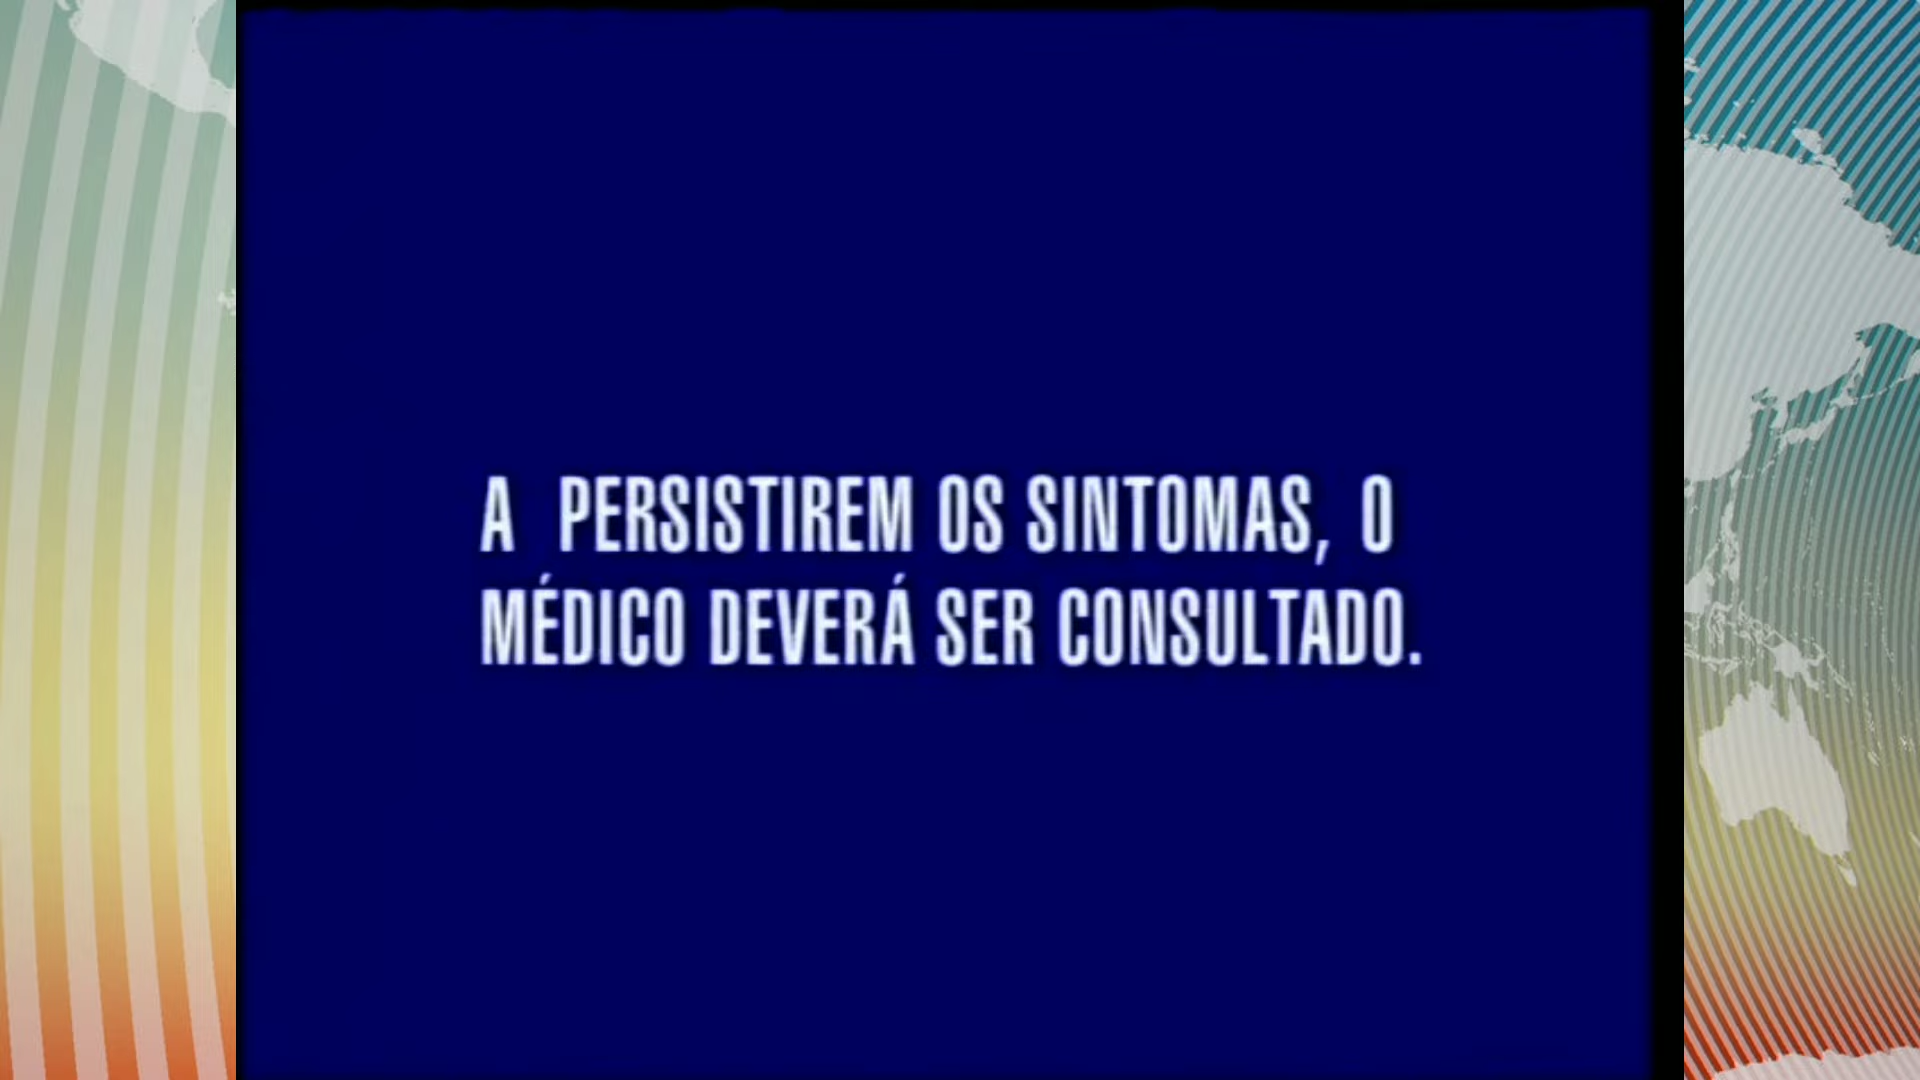 A PERSISTIREM OS SINTOMAS, O
MÉDICO DEVERÁ SER CONSULTADO.